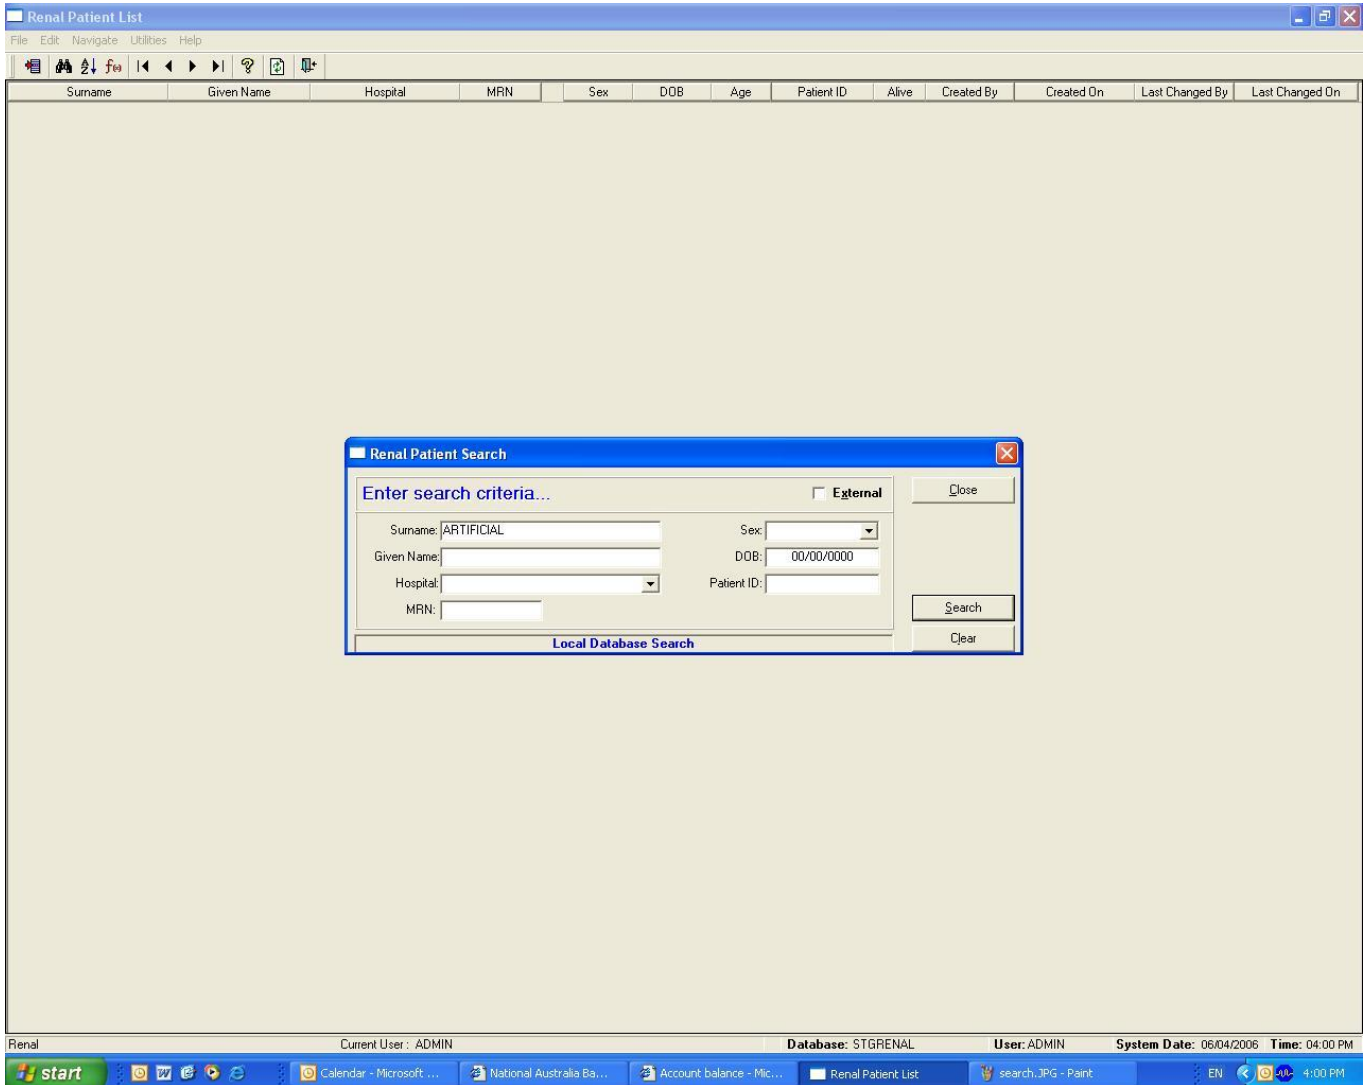 Renal Patient List
File Edit Navigate Utilities Help
Surname Given Name Hospital MRN Sex DOB Age Patient ID Alive Created By Created On Last Changed By Last Changed On
Renal Patient Search
Enter search criteria... External Close
Surname: ARTIFICIAL Sex:
Given Name: DOB: 00/00/0000
Hospital: Patient ID:
MRN: Search
Local Database Search Clear
Renal Current User : ADMIN Database: STGRENAL User: ADMIN System Date: 06/04/2006 Time: 04:00 PM
start Calendar - Microsoft ... National Australia Ba... Account balance - Mic... Renal Patient List search.JPG - Paint EN 4:00 PM